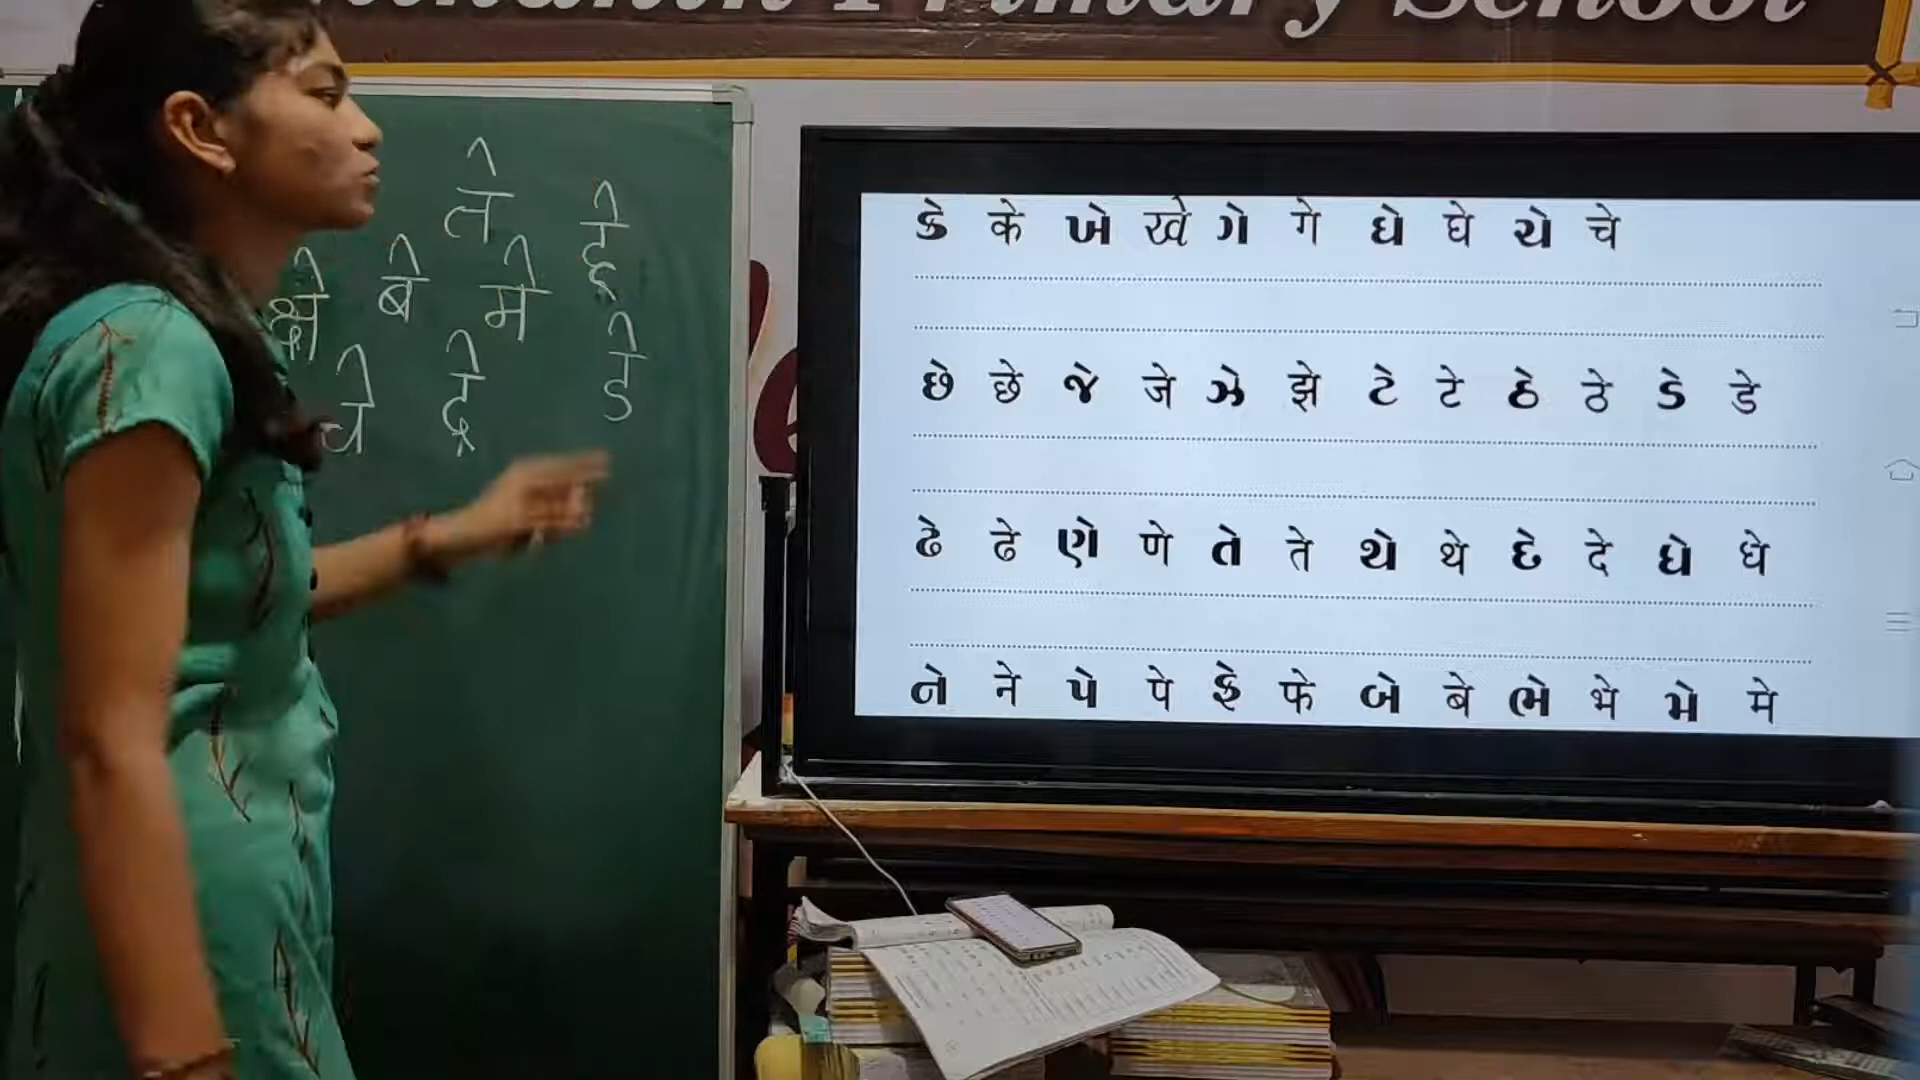 Primary School
કે के ખે खे ગે गे ઘે घे ચે चे
છે छे જે जे ઝે झे ટે टे ઠે ठे ડે डे
ઢે ढे ણે णे તે ते થે थे દે दे ધે धे
ને ने પે पे ફે फे બે बे ભે भे મે मे
ते
क्षे बे मे
चे डे